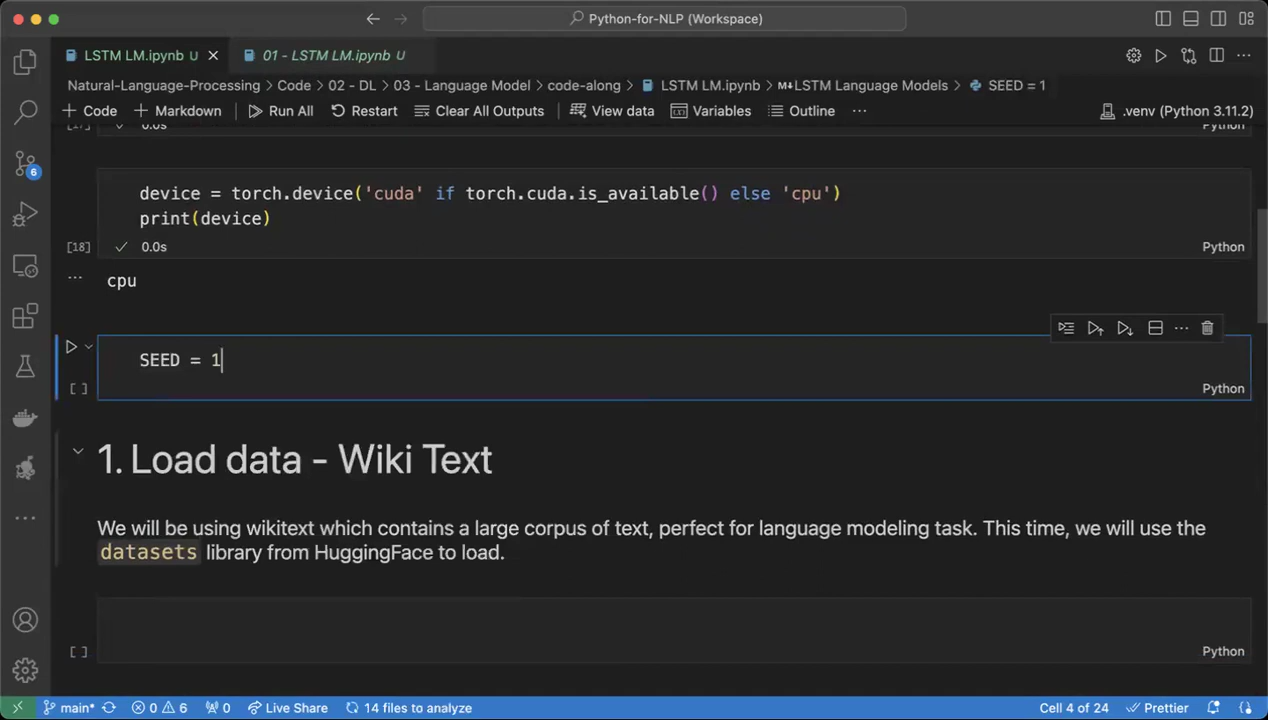 Python-for-NLP (Workspace)
LSTM LM.ipynb U
01 - LSTM LM.ipynb U
Natural-Language-Processing > Code > 02 - DL > 03 - Language Model > code-along > LSTM LM.ipynb > LSTM Language Models > SEED = 1
+ Code + Markdown Run All Restart Clear All Outputs View data Variables Outline ... .venv (Python 3.11.2)
[17] 0.0s Python
device = torch.device('cuda' if torch.cuda.is_available() else 'cpu')
print(device)
[18] 0.0s Python
... cpu
SEED = 1
[ ] Python
1. Load data - Wiki Text
We will be using wikitext which contains a large corpus of text, perfect for language modeling task. This time, we will use the
datasets library from HuggingFace to load.
[ ] Python
6
main* 0 6 0 Live Share 14 files to analyze Cell 4 of 24 Prettier